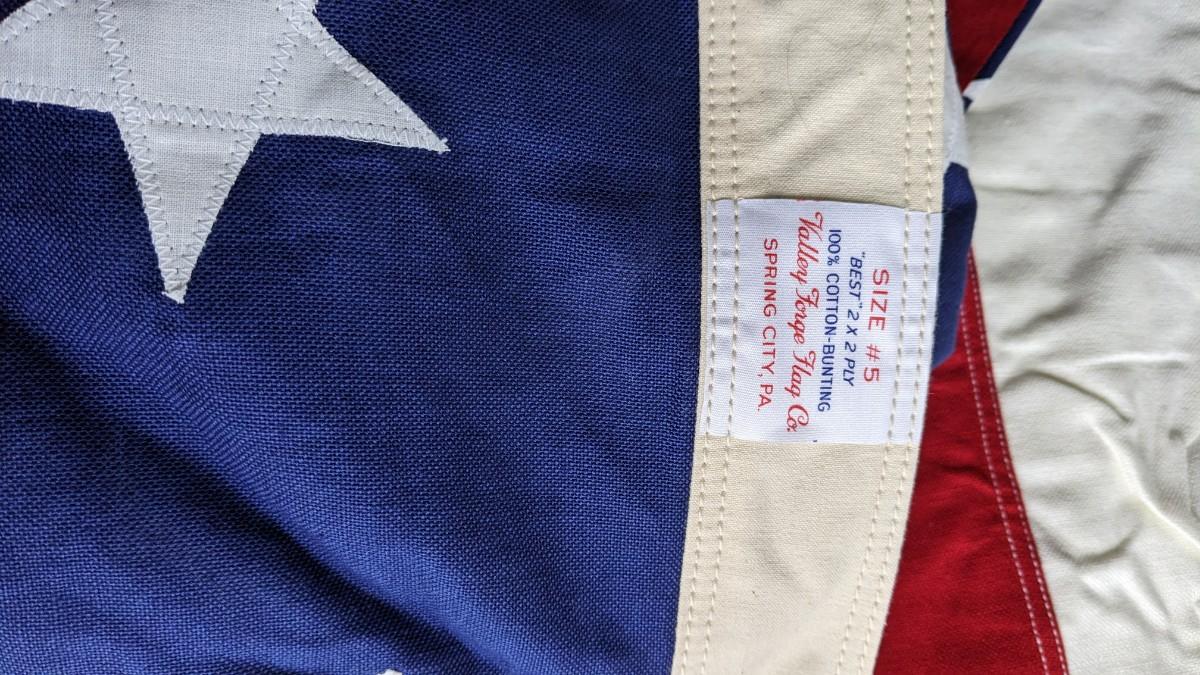 SIZE #5
"BEST" 2 X 2 PLY
100% COTTON-BUNTING
Valley Forge Flag Co.
SPRING CITY, PA.